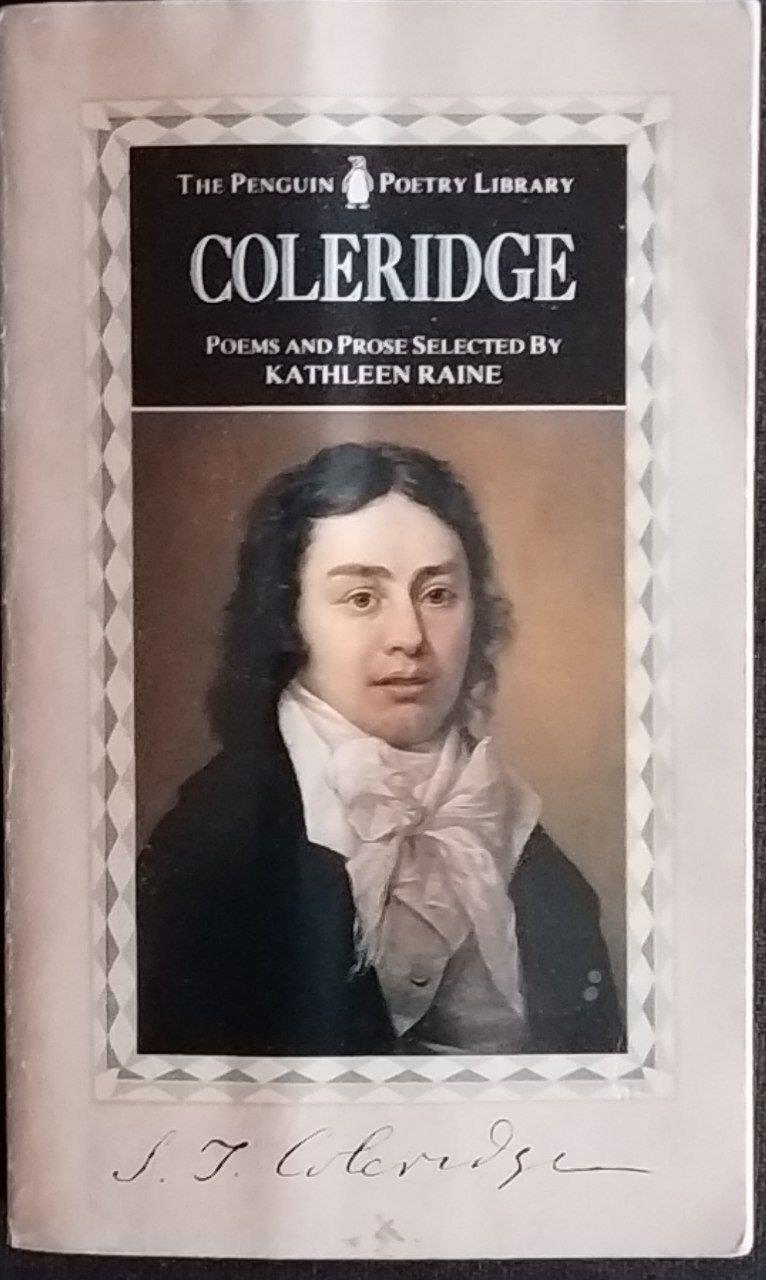 THE PENGUIN POETRY LIBRARY
COLERIDGE
POEMS AND PROSE SELECTED BY
KATHLEEN RAINE
S. T. Coleridge